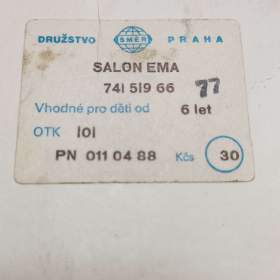 DRUŽSTVO SMĚR PRAHA
SALON EMA
741 519 66 77
Vhodné pro děti od 6 let
OTK 101
PN 011 04 88 Kčs 30